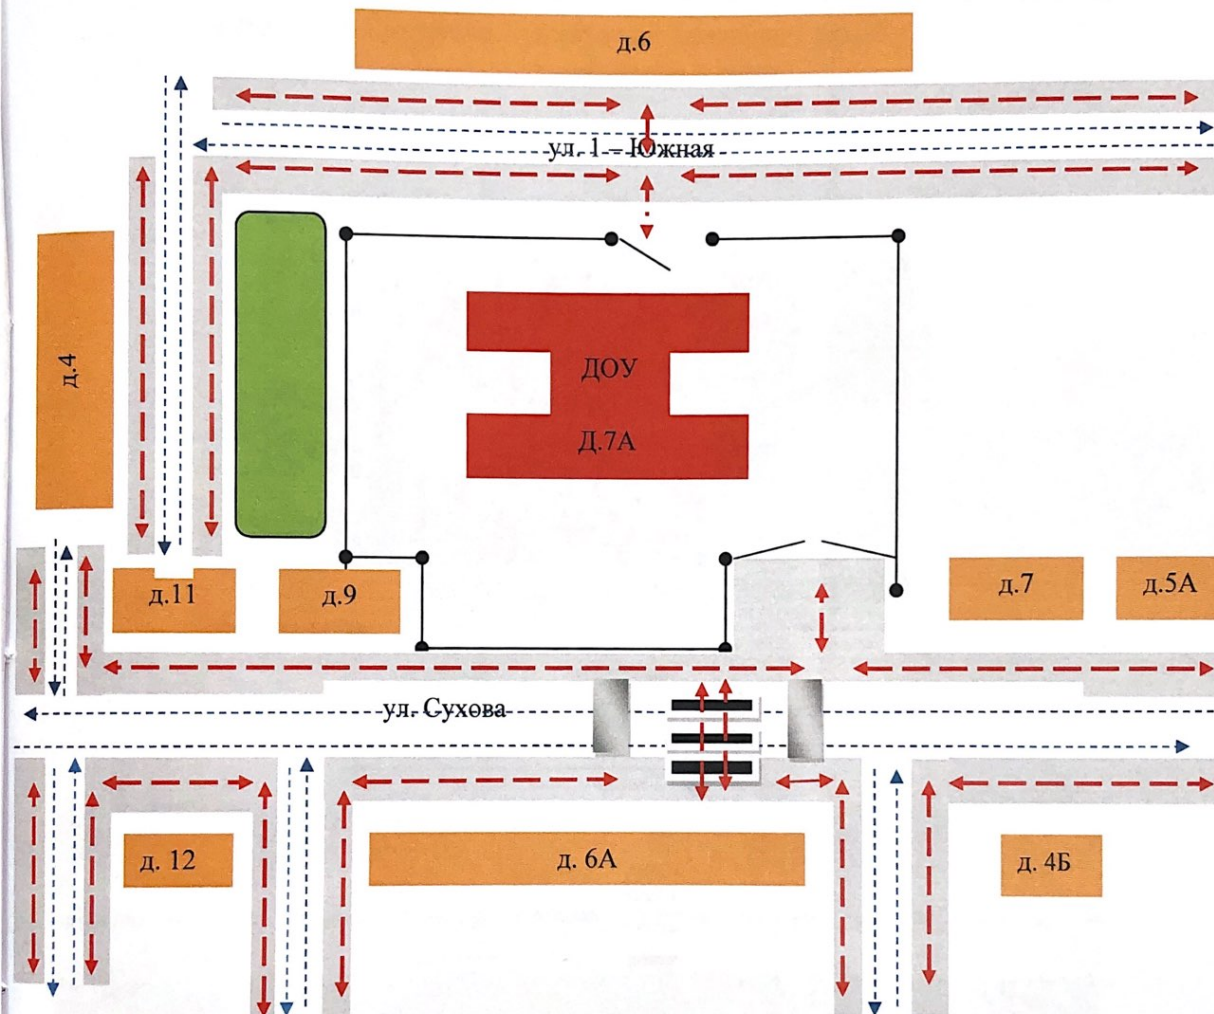 д.6
ул. 1 – Южная
д.4
ДОУ
Д.7А
д.11
д.9
д.7
д.5А
ул. Сухова
д. 12
д. 6А
д. 4Б